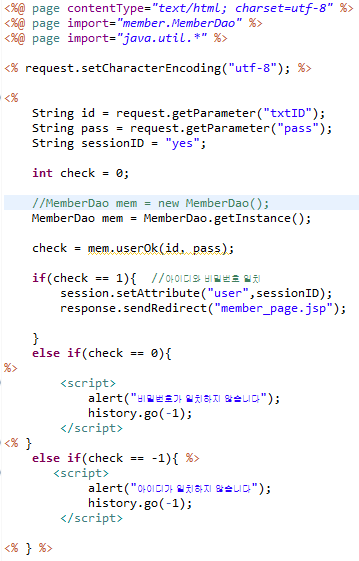 <%@ page contentType="text/html; charset=utf-8" %>
<%@ page import="member.MemberDao" %>
<%@ page import="java.util.*" %>
<% request.setCharacterEncoding("utf-8"); %>
<%
String id = request.getParameter("txtID");
String pass = request.getParameter("pass");
String sessionID = "yes";
int check = 0;
//MemberDao mem = new MemberDao();
MemberDao mem = MemberDao.getInstance();
check = mem.userOk(id, pass);
if(check == 1){ //아이디와 비밀번호 일치
session.setAttribute("user",sessionID);
response.sendRedirect("member_page.jsp");
}
else if(check == 0){
%>
<script>
alert("비밀번호가 일치하지 않습니다");
history.go(-1);
</script>
<% }
else if(check == -1){ %>
<script>
alert("아이디가 일치하지 않습니다");
history.go(-1);
</script>
<% } %>